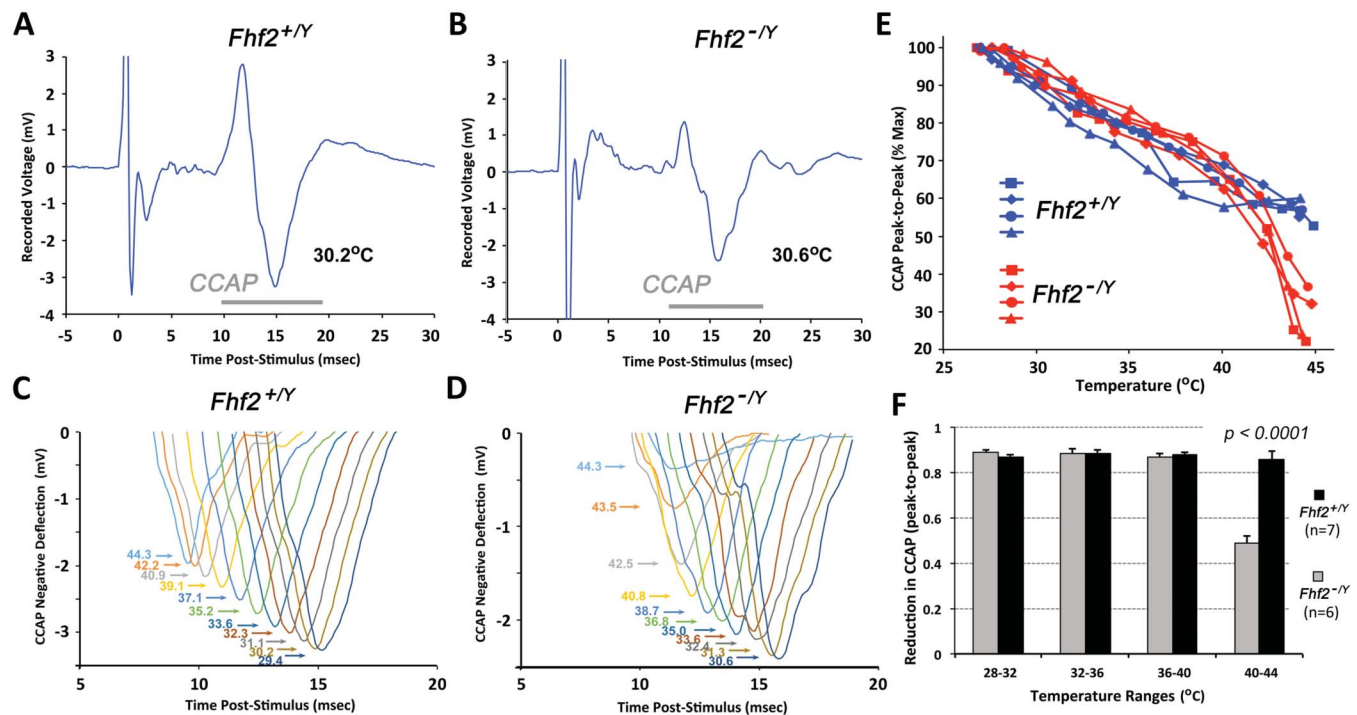 A
Fhf2+/Y
Recorded Voltage (mV)
3
2
1
0
-1
-2
-3
-4
30.2°C
CCAP
-5 0 5 10 15 20 25 30
Time Post-Stimulus (msec)
B
Fhf2-/Y
Recorded Voltage (mV)
3
2
1
0
-1
-2
-3
-4
30.6°C
CCAP
-5 0 5 10 15 20 25 30
Time Post-Stimulus (msec)
C
Fhf2+/Y
CCAP Negative Deflection (mV)
0
-1
-2
-3
44.3
42.2
40.9
39.1
37.1
35.2
33.6
32.3
31.1
30.2
29.4
5 10 15 20
Time Post-Stimulus (msec)
D
Fhf2-/Y
CCAP Negative Deflection (mV)
0
-1
-2
44.3
43.5
42.5
40.8
38.7
36.8
35.0
33.6
32.4
31.3
30.6
5 10 15 20
Time Post-Stimulus (msec)
E
CCAP Peak-to-Peak (% Max)
100
90
80
70
60
50
40
30
20
Fhf2+/Y
Fhf2-/Y
25 30 35 40 45
Temperature (°C)
F
Reduction in CCAP (peak-to-peak)
1
0.8
0.6
0.4
0.2
0
p < 0.0001
Fhf2+/Y
(n=7)
Fhf2-/Y
(n=6)
28-32 32-36 36-40 40-44
Temperature Ranges (°C)